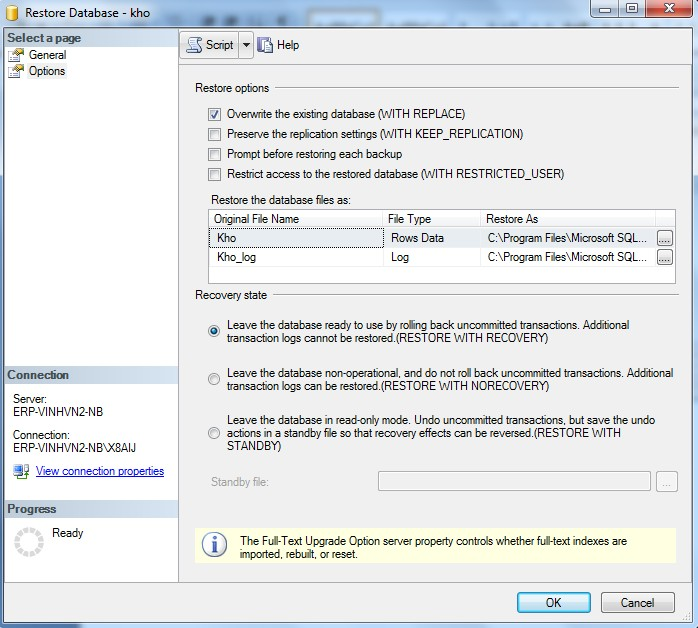 Restore Database - kho
Select a page
General
Options
Script
Help
Restore options
Overwrite the existing database (WITH REPLACE)
Preserve the replication settings (WITH KEEP_REPLICATION)
Prompt before restoring each backup
Restrict access to the restored database (WITH RESTRICTED_USER)
Restore the database files as:
Original File Name File Type Restore As
Kho Rows Data C:\Program Files\Microsoft SQL... ...
Kho_log Log C:\Program Files\Microsoft SQL... ...
Recovery state
Leave the database ready to use by rolling back uncommitted transactions. Additional
transaction logs cannot be restored.(RESTORE WITH RECOVERY)
Leave the database non-operational, and do not roll back uncommitted transactions. Additional
transaction logs can be restored.(RESTORE WITH NORECOVERY)
Leave the database in read-only mode. Undo uncommitted transactions, but save the undo
actions in a standby file so that recovery effects can be reversed.(RESTORE WITH
STANDBY)
Standby file:
...
Connection
Server:
ERP-VINHVN2-NB
Connection:
ERP-VINHVN2-NB\X8AIJ
View connection properties
Progress
Ready
The Full-Text Upgrade Option server property controls whether full-text indexes are
imported, rebuilt, or reset.
OK
Cancel